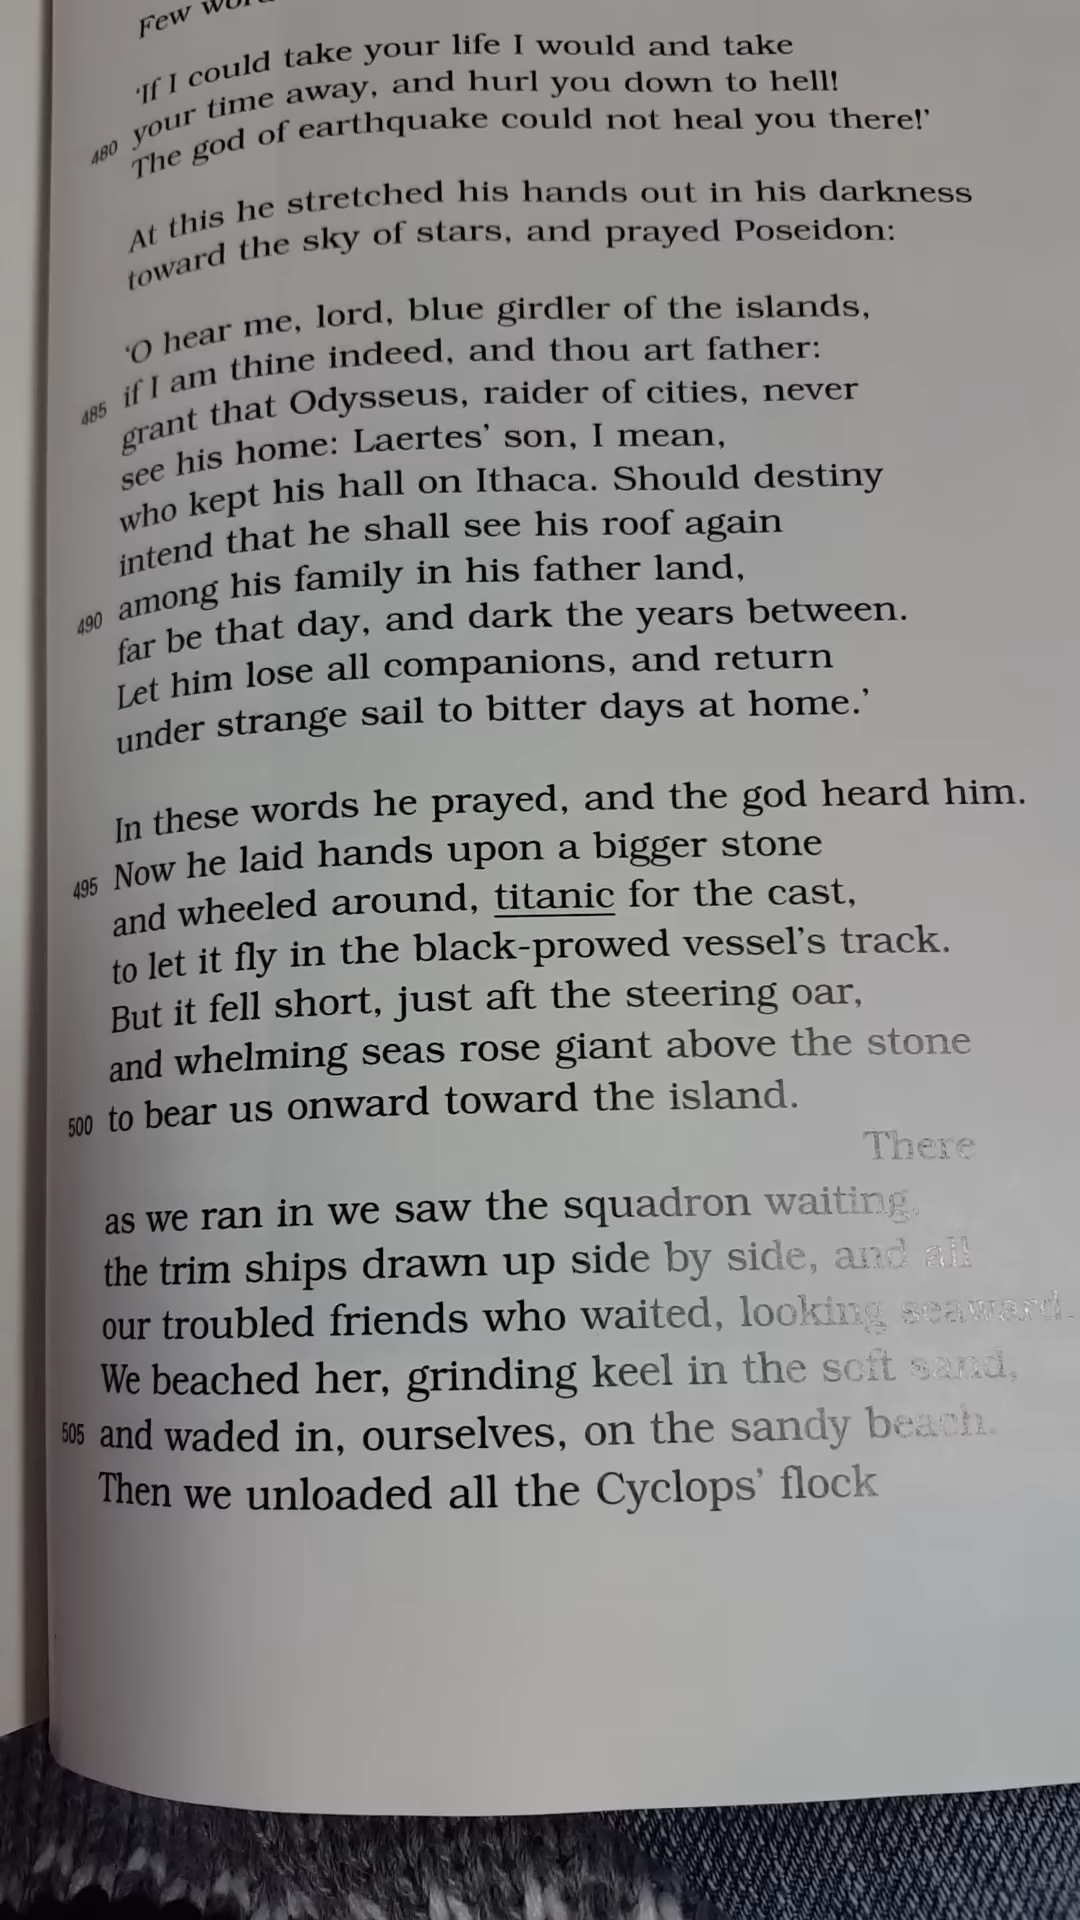 Few
'If I could take your life I would and take
your time away, and hurl you down to hell!
480 The god of earthquake could not heal you there!'
At this he stretched his hands out in his darkness
toward the sky of stars, and prayed Poseidon:
'O hear me, lord, blue girdler of the islands,
485 if I am thine indeed, and thou art father:
grant that Odysseus, raider of cities, never
see his home: Laertes' son, I mean,
who kept his hall on Ithaca. Should destiny
intend that he shall see his roof again
490 among his family in his father land,
far be that day, and dark the years between.
Let him lose all companions, and return
under strange sail to bitter days at home.'
In these words he prayed, and the god heard him.
495 Now he laid hands upon a bigger stone
and wheeled around, titanic for the cast,
to let it fly in the black-prowed vessel's track.
But it fell short, just aft the steering oar,
and whelming seas rose giant above the stone
500 to bear us onward toward the island.
There
as we ran in we saw the squadron waiting,
the trim ships drawn up side by side, and all
our troubled friends who waited, looking seaward.
We beached her, grinding keel in the soft sand,
505 and waded in, ourselves, on the sandy beach.
Then we unloaded all the Cyclops' flock